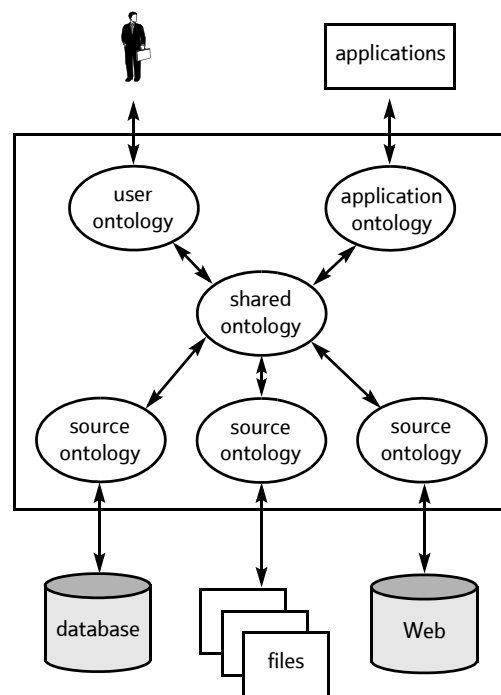 applications
user
ontology
application
ontology
shared
ontology
source
ontology
source
ontology
source
ontology
database
files
Web